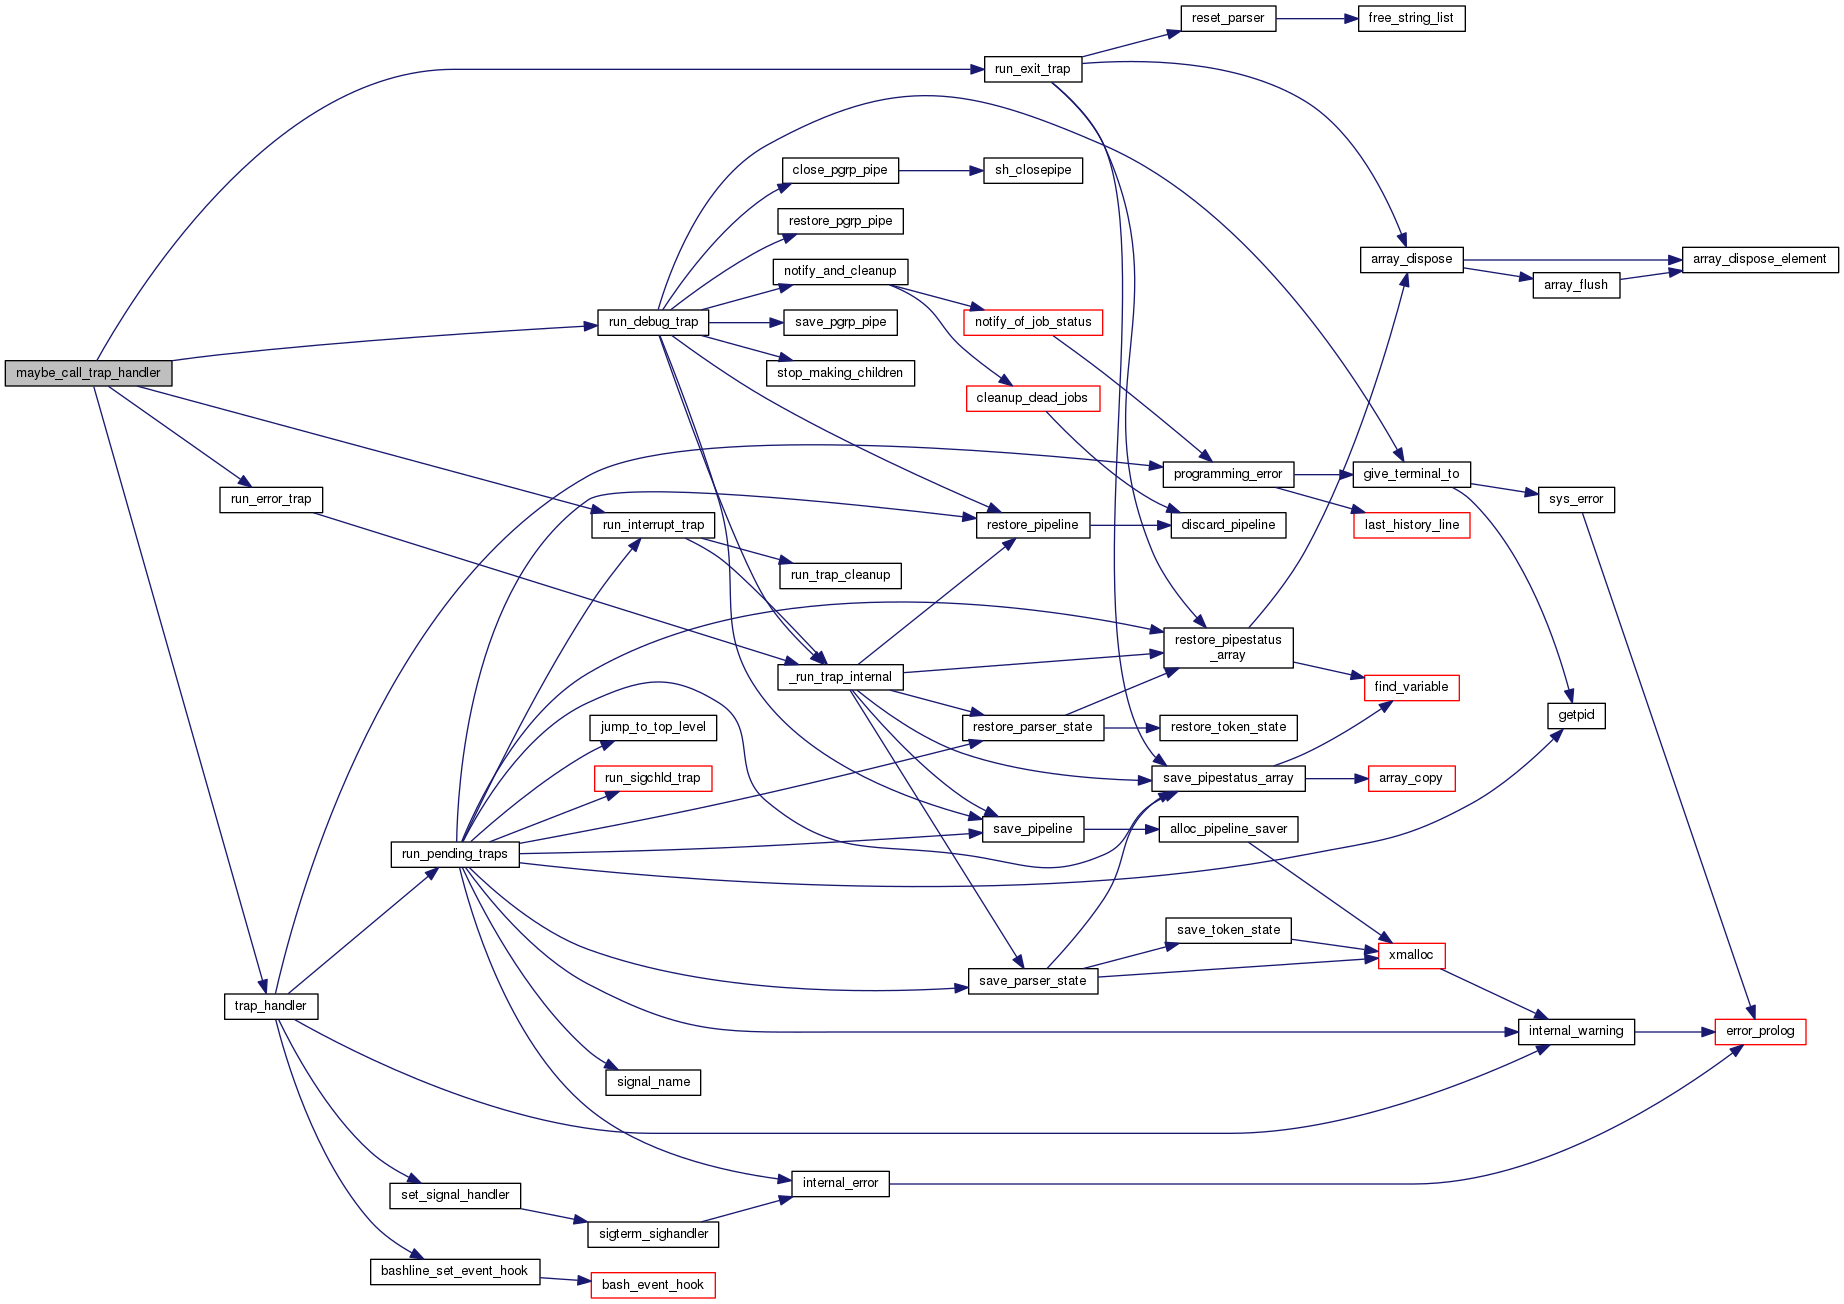 reset_parser
free_string_list
run_exit_trap
close_pgrp_pipe
sh_closepipe
restore_pgrp_pipe
array_dispose
array_dispose_element
notify_and_cleanup
array_flush
run_debug_trap
save_pgrp_pipe
notify_of_job_status
maybe_call_trap_handler
stop_making_children
cleanup_dead_jobs
programming_error
give_terminal_to
run_error_trap
sys_error
run_interrupt_trap
restore_pipeline
discard_pipeline
last_history_line
run_trap_cleanup
restore_pipestatus
_array
_run_trap_internal
find_variable
jump_to_top_level
restore_parser_state
restore_token_state
getpid
run_sigchld_trap
save_pipestatus_array
array_copy
save_pipeline
alloc_pipeline_saver
run_pending_traps
save_token_state
xmalloc
save_parser_state
trap_handler
internal_warning
error_prolog
signal_name
set_signal_handler
internal_error
sigterm_sighandler
bashline_set_event_hook
bash_event_hook